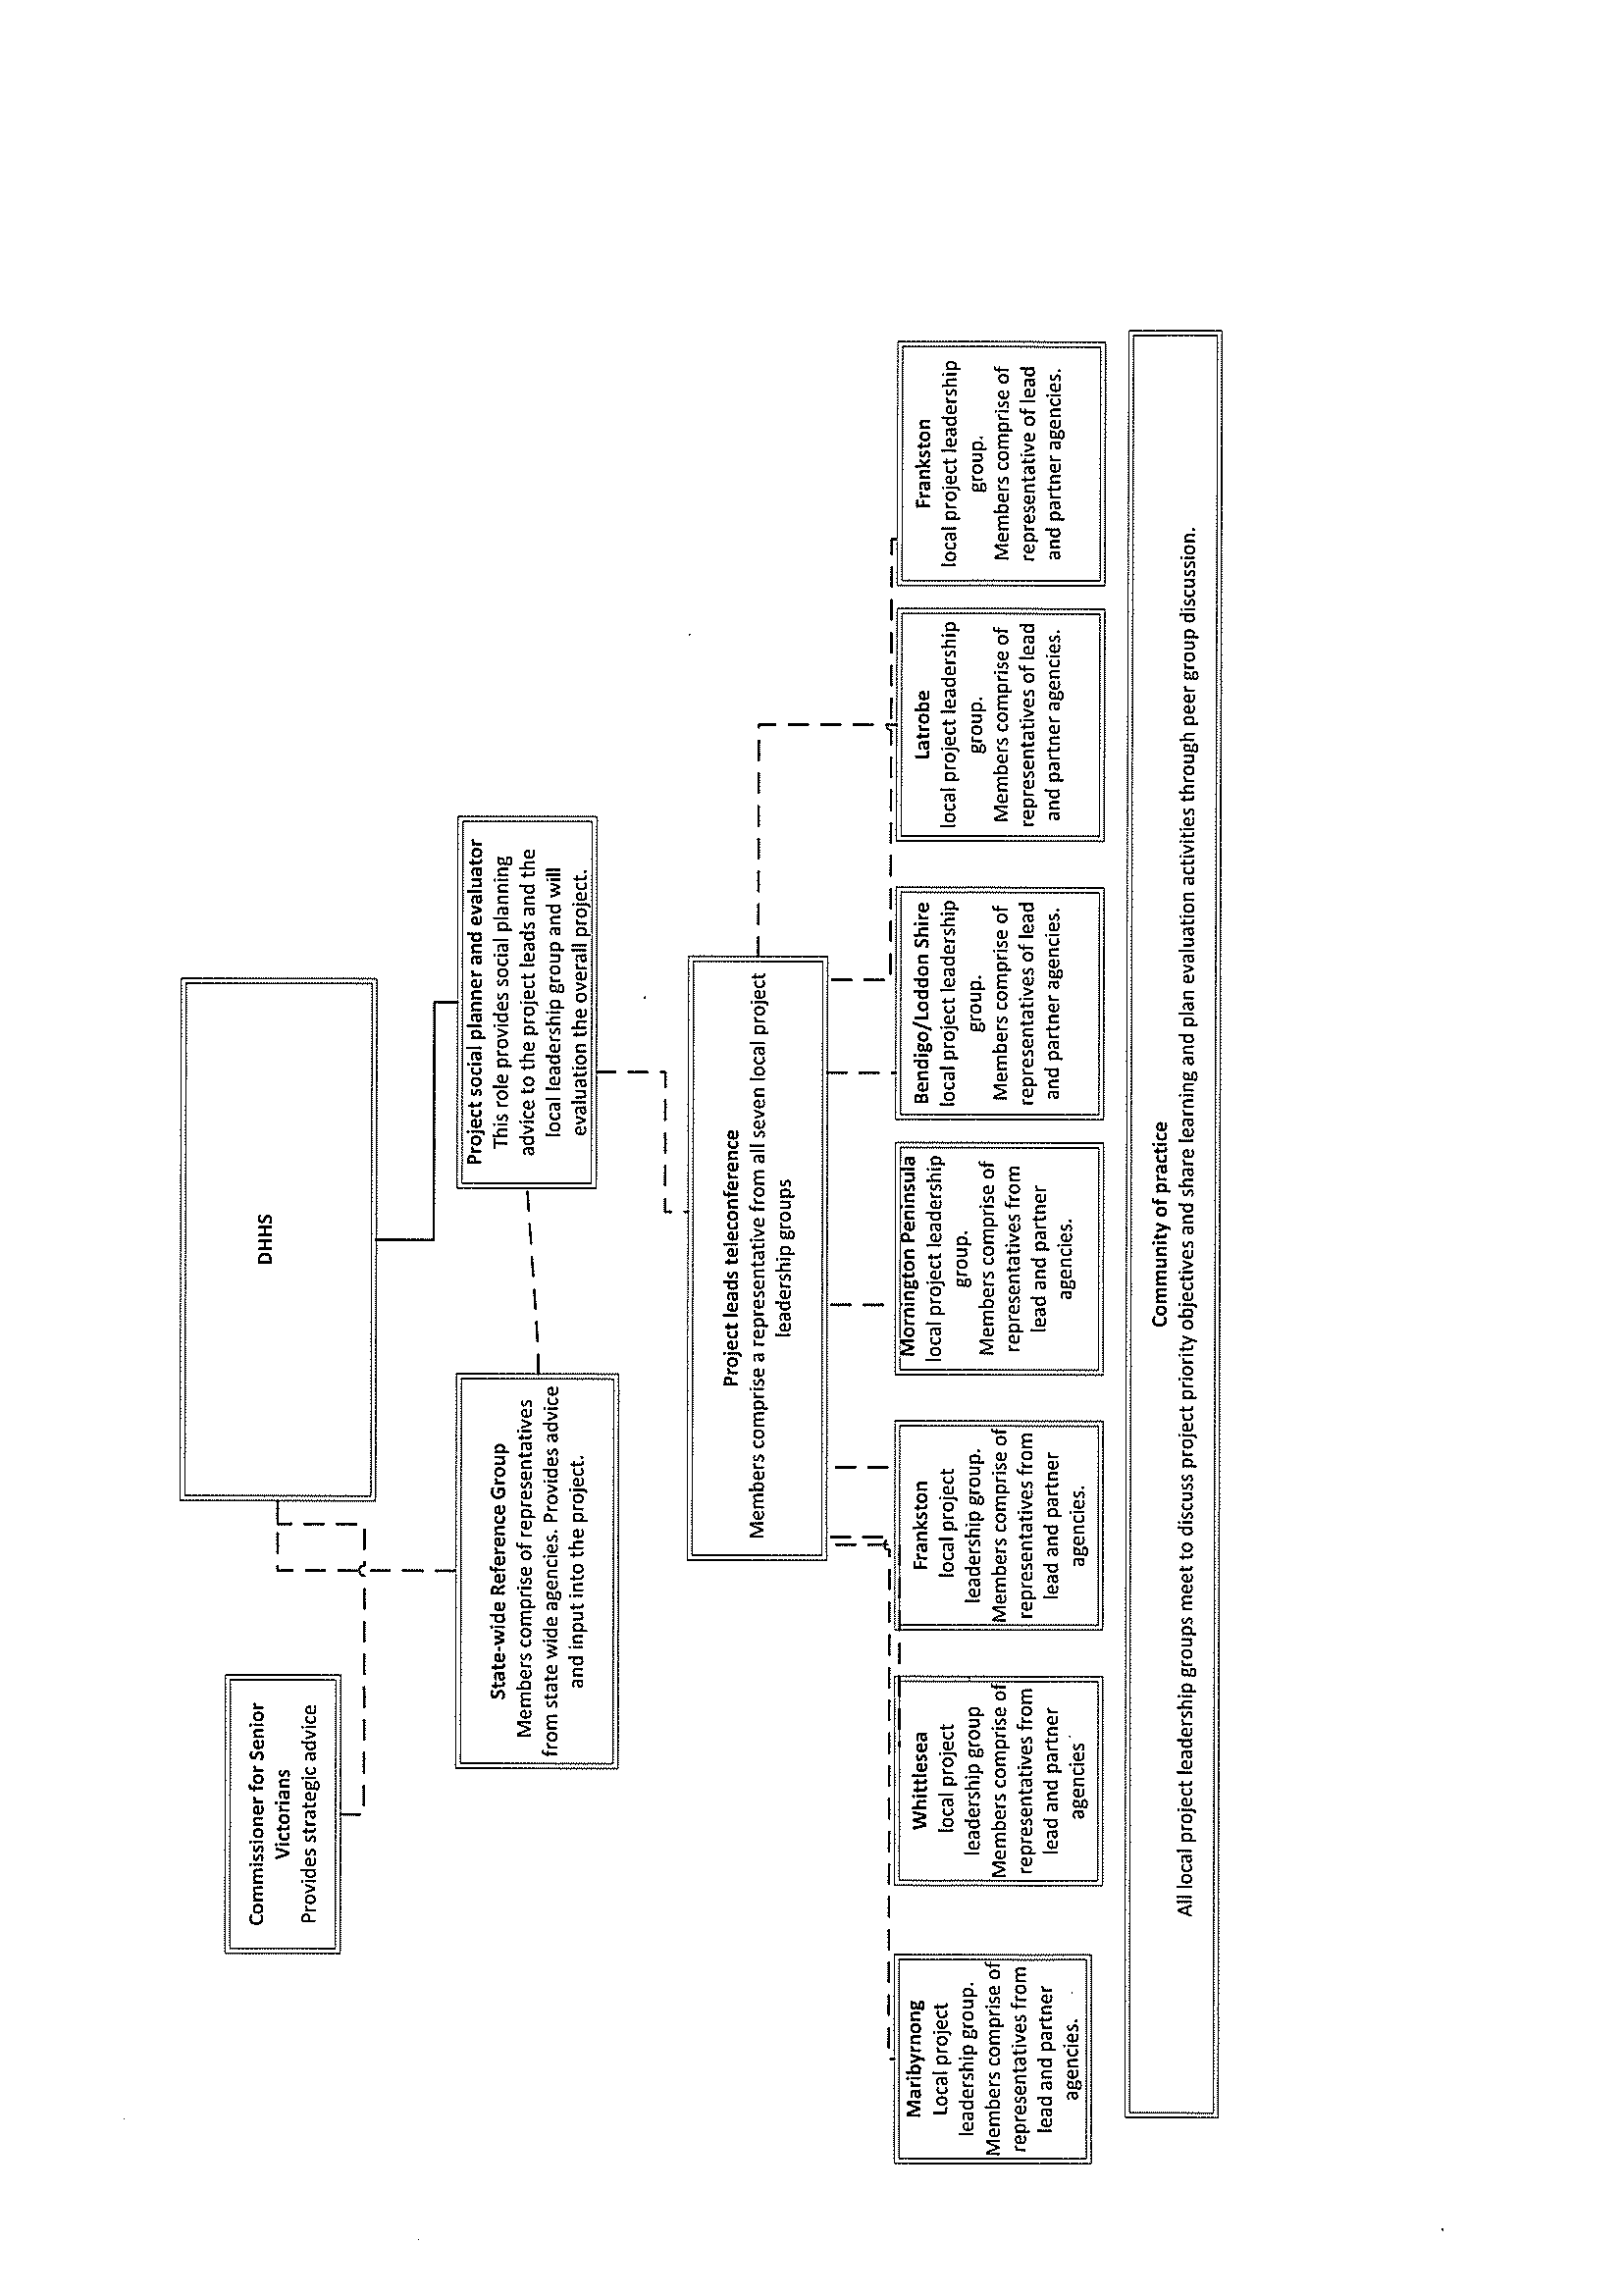 DHHS
Commissioner for Senior
Victorians
Provides strategic advice
State-wide Reference Group
Members comprise of representatives
from state wide agencies. Provides advice
and input into the project.
Project social planner and evaluator
This role provides social planning
advice to the project leads and the
local leadership group and will
evaluation the overall project.
Project leads teleconference
Members comprise a representative from all seven local project
leadership groups
Maribyrnong
Local project
leadership group.
Members comprise of
representatives from
lead and partner
agencies.
Whittlesea
local project
leadership group
Members comprise of
representatives from
lead and partner
agencies
Frankston
local project
leadership group.
Members comprise of
representatives from
lead and partner
agencies.
Mornington Peninsula
local project leadership
group.
Members comprise of
representatives from
lead and partner
agencies.
Bendigo/Loddon Shire
local project leadership
group.
Members comprise of
representatives of lead
and partner agencies.
Latrobe
local project leadership
group.
Members comprise of
representatives of lead
and partner agencies.
Frankston
local project leadership
group.
Members comprise of
representative of lead
and partner agencies.
Community of practice
All local project leadership groups meet to discuss project priority objectives and share learning and plan evaluation activities through peer group discussion.